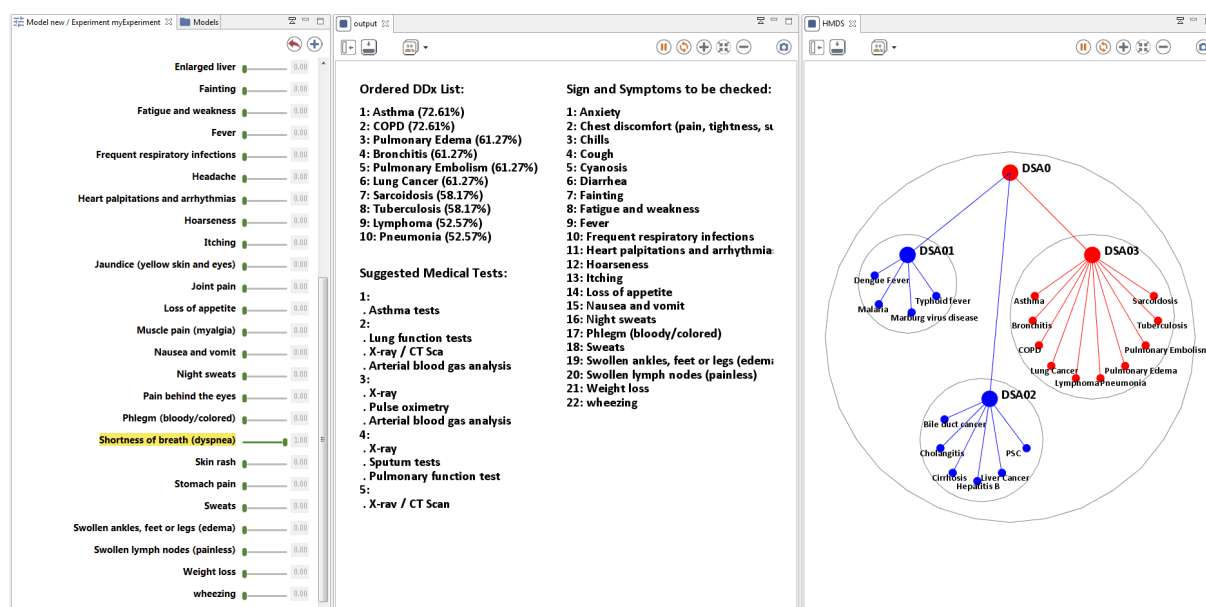 Model new / Experiment myExperiment
Models
Enlarged liver 0.00
Fainting 0.00
Fatigue and weakness 0.00
Fever 0.00
Frequent respiratory infections 0.00
Headache 0.00
Heart palpitations and arrhythmias 0.00
Hoarseness 0.00
Itching 0.00
Jaundice (yellow skin and eyes) 0.00
Joint pain 0.00
Loss of appetite 0.00
Muscle pain (myalgia) 0.00
Nausea and vomit 0.00
Night sweats 0.00
Pain behind the eyes 0.00
Phlegm (bloody/colored) 0.00
Shortness of breath (dyspnea) 1.00
Skin rash 0.00
Stomach pain 0.00
Sweats 0.00
Swollen ankles, feet or legs (edema) 0.00
Swollen lymph nodes (painless) 0.00
Weight loss 0.00
wheezing 0.00
output
Ordered DDx List:
1: Asthma (72.61%)
2: COPD (72.61%)
3: Pulmonary Edema (61.27%)
4: Bronchitis (61.27%)
5: Pulmonary Embolism (61.27%)
6: Lung Cancer (61.27%)
7: Sarcoidosis (58.17%)
8: Tuberculosis (58.17%)
9: Lymphoma (52.57%)
10: Pneumonia (52.57%)
Suggested Medical Tests:
1:
. Asthma tests
2:
. Lung function tests
. X-ray / CT Sca
. Arterial blood gas analysis
3:
. X-ray
. Pulse oximetry
. Arterial blood gas analysis
4:
. X-ray
. Sputum tests
. Pulmonary function test
5:
. X-ray / CT Scan
Sign and Symptoms to be checked:
1: Anxiety
2: Chest discomfort (pain, tightness, su
3: Chills
4: Cough
5: Cyanosis
6: Diarrhea
7: Fainting
8: Fatigue and weakness
9: Fever
10: Frequent respiratory infections
11: Heart palpitations and arrhythmias
12: Hoarseness
13: Itching
14: Loss of appetite
15: Nausea and vomit
16: Night sweats
17: Phlegm (bloody/colored)
18: Sweats
19: Swollen ankles, feet or legs (edema
20: Swollen lymph nodes (painless)
21: Weight loss
22: wheezing
HMDS
DSA0
DSA01
Dengue Fever
Malaria
Typhoid fever
Marburg virus disease
DSA03
Asthma
Sarcoidosis
Bronchitis
Tuberculosis
COPD
Pulmonary Embolism
Lung Cancer
Pulmonary Edema
Lymphoma
Pneumonia
DSA02
Bile duct cancer
Cholangitis
PSC
Cirrhosis
Liver Cancer
Hepatitis B